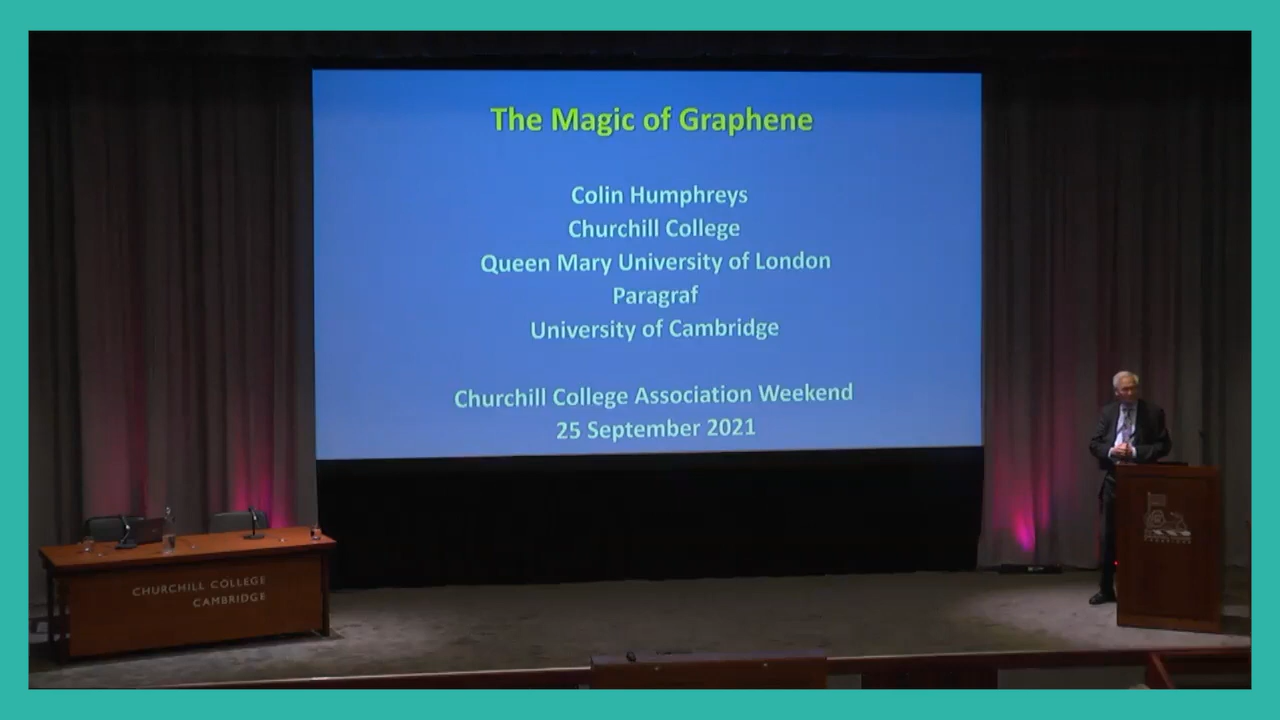 The Magic of Graphene
Colin Humphreys
Churchill College
Queen Mary University of London
Paragraf
University of Cambridge
Churchill College Association Weekend
25 September 2021
CHURCHILL COLLEGE
CAMBRIDGE